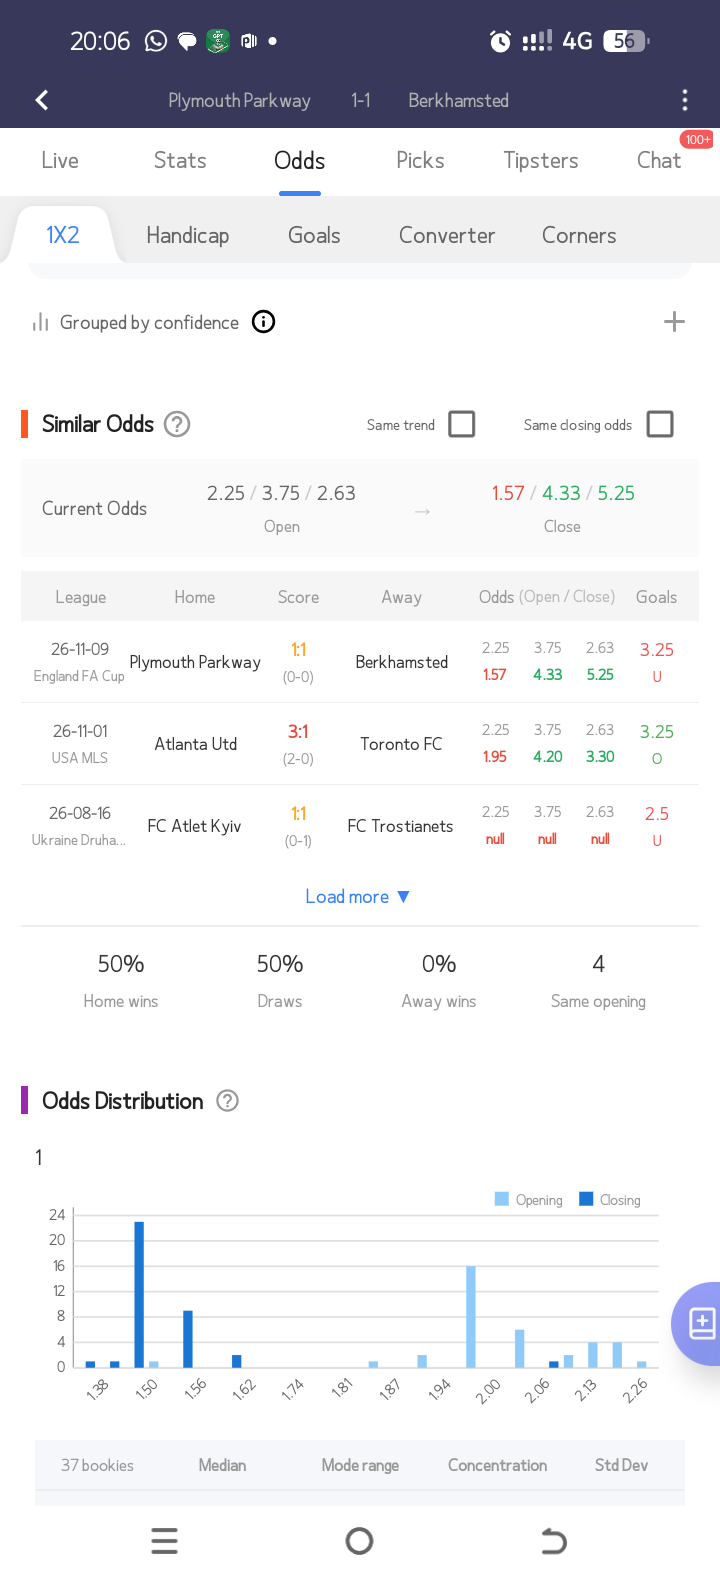 20:06 4G 56
Plymouth Parkway 1-1 Berkhamsted
100+
Live Stats Odds Picks Tipsters Chat
1X2 Handicap Goals Converter Corners
Grouped by confidence
Similar Odds ? Same trend Same closing odds
Current Odds 2.25 / 3.75 / 2.63 → 1.57 / 4.33 / 5.25
Open Close
League Home Score Away Odds (Open / Close) Goals
26-11-09 Plymouth Parkway 1:1 Berkhamsted 2.25 3.75 2.63 3.25
England FA Cup (0-0) 1.57 4.33 5.25 U
26-11-01 Atlanta Utd 3:1 Toronto FC 2.25 3.75 2.63 3.25
USA MLS (2-0) 1.95 4.20 3.30 O
26-08-16 FC Atlet Kyiv 1:1 FC Trostianets 2.25 3.75 2.63 2.5
Ukraine Druha... (0-1) null null null U
Load more ▼
50% 50% 0% 4
Home wins Draws Away wins Same opening
Odds Distribution ?
1
Opening Closing
24
20
16
12
8
4
0
1.38 1.50 1.56 1.62 1.74 1.81 1.87 1.94 2.00 2.06 2.13 2.26
37 bookies Median Mode range Concentration Std Dev